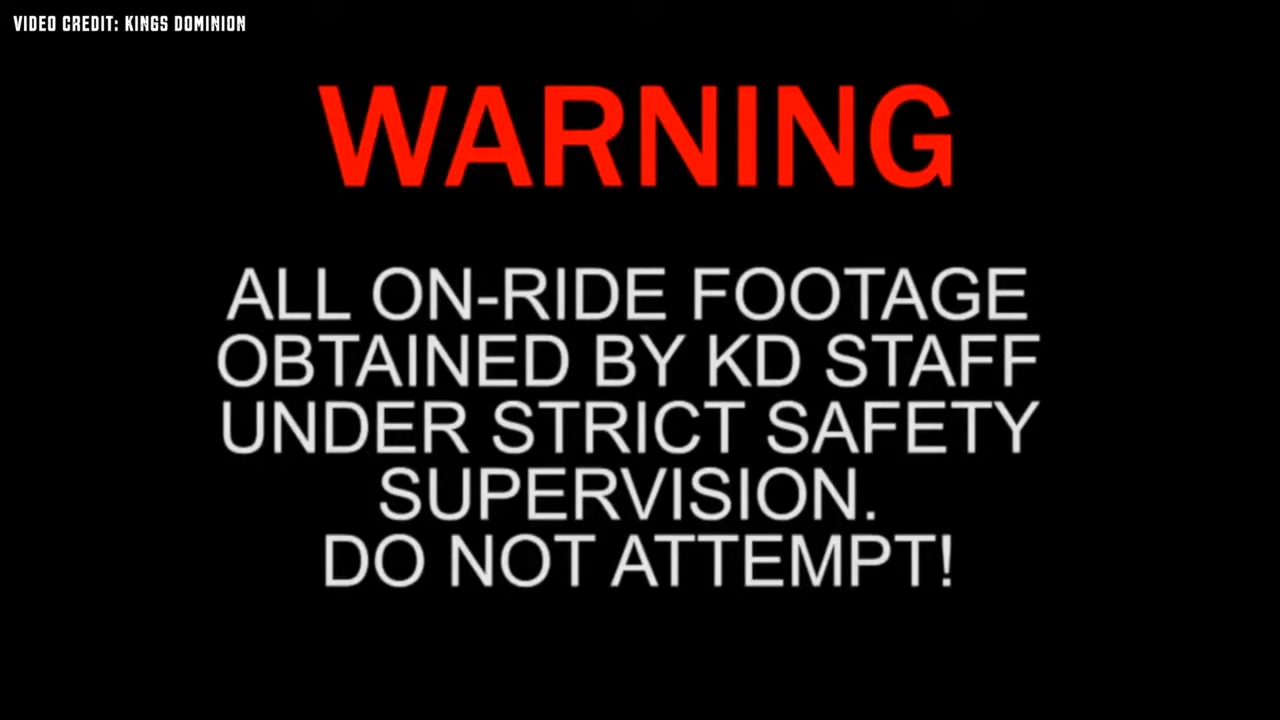 VIDEO CREDIT: KINGS DOMINION
WARNING
ALL ON-RIDE FOOTAGE
OBTAINED BY KD STAFF
UNDER STRICT SAFETY
SUPERVISION.
DO NOT ATTEMPT!